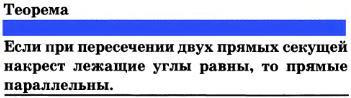 Теорема
Если при пересечении двух прямых секущей
накрест лежащие углы равны, то прямые
параллельны.